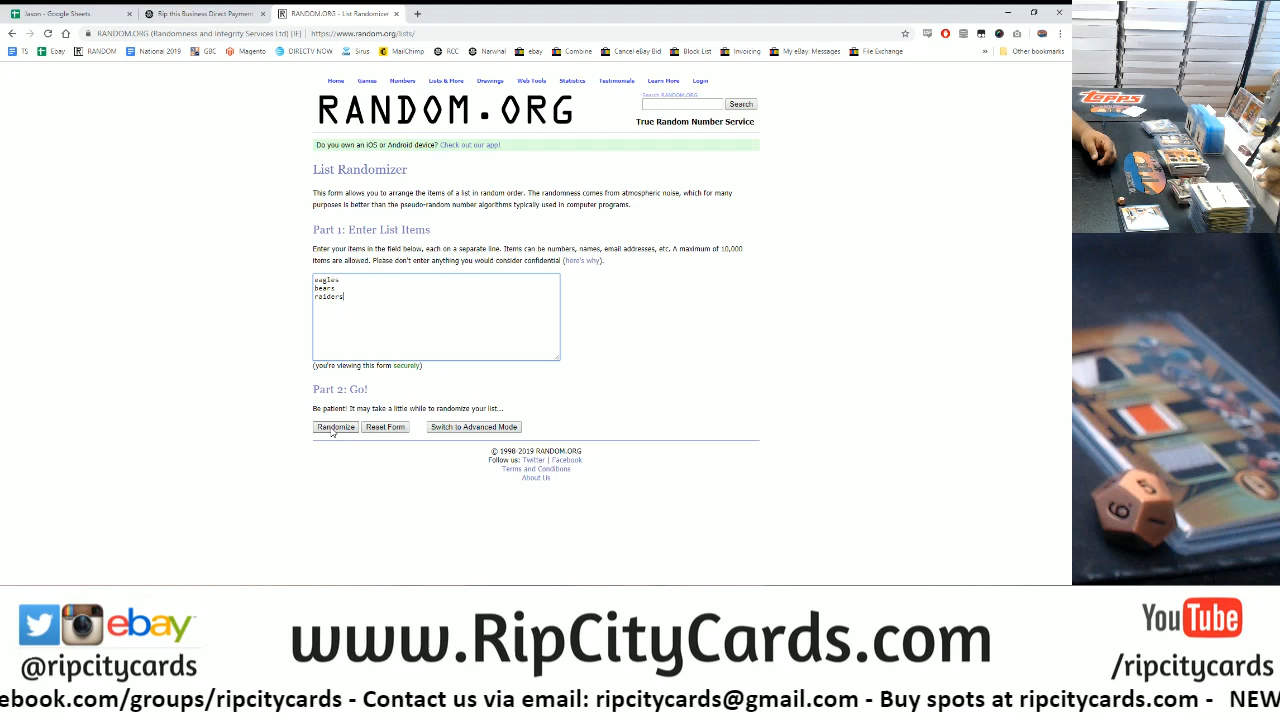 Jason - Google Sheets
Rip this Business Direct Payment
RANDOM.ORG - List Randomizer
RANDOM.ORG (Randomness and Integrity Services Ltd) [IE] | https://www.random.org/lists/
TS Ebay RANDOM National 2019 GBC Magento DIRECTV NOW Sirus MailChimp RCC Narwhal ebay Combine Cancel eBay Bid Block List Invoicing My eBay: Messages File Exchange » Other bookmarks
Home Games Numbers Lists & More Drawings Web Tools Statistics Testimonials Learn More Login
Search RANDOM.ORG
Search
RANDOM.ORG
True Random Number Service
Do you own an iOS or Android device? Check out our app!
List Randomizer
This form allows you to arrange the items of a list in random order. The randomness comes from atmospheric noise, which for many
purposes is better than the pseudo-random number algorithms typically used in computer programs.
Part 1: Enter List Items
Enter your items in the field below, each on a separate line. Items can be numbers, names, email addresses, etc. A maximum of 10,000
items are allowed. Please don't enter anything you would consider confidential (here's why).
eagles
bears
raiders
(you're viewing this form securely)
Part 2: Go!
Be patient! It may take a little while to randomize your list...
Randomize Reset Form Switch to Advanced Mode
© 1998-2019 RANDOM.ORG
Follow us: Twitter | Facebook
Terms and Conditions
About Us
Topps
5
6
1
ebay
@ripcitycards
www.RipCityCards.com
YouTube
/ripcitycards
ebook.com/groups/ripcitycards - Contact us via email: ripcitycards@gmail.com - Buy spots at ripcitycards.com - NEW